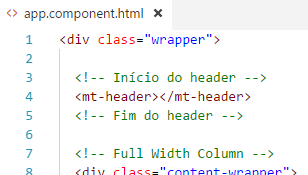 <> app.component.html ×
1 <div class="wrapper">
2
3 <!-- Início do header -->
4 <mt-header></mt-header>
5 <!-- Fim do header -->
6
7 <!-- Full Width Column -->
8 <div class="content-wrapper">